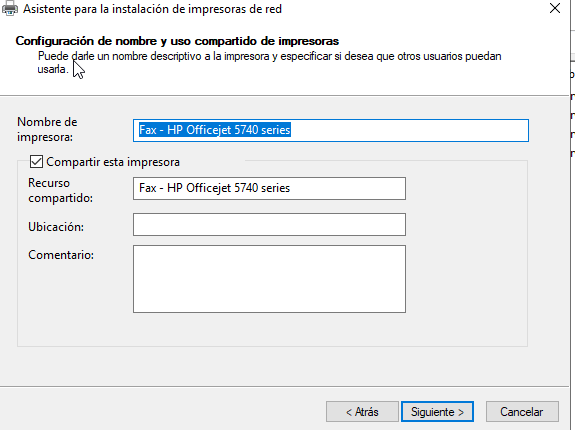 Asistente para la instalación de impresoras de red
Configuración de nombre y uso compartido de impresoras
Puede darle un nombre descriptivo a la impresora y especificar si desea que otros usuarios puedan
usarla.
Nombre de
impresora:
Fax - HP Officejet 5740 series
Compartir esta impresora
Recurso
compartido:
Fax - HP Officejet 5740 series
Ubicación:
Comentario:
< Atrás
Siguiente >
Cancelar